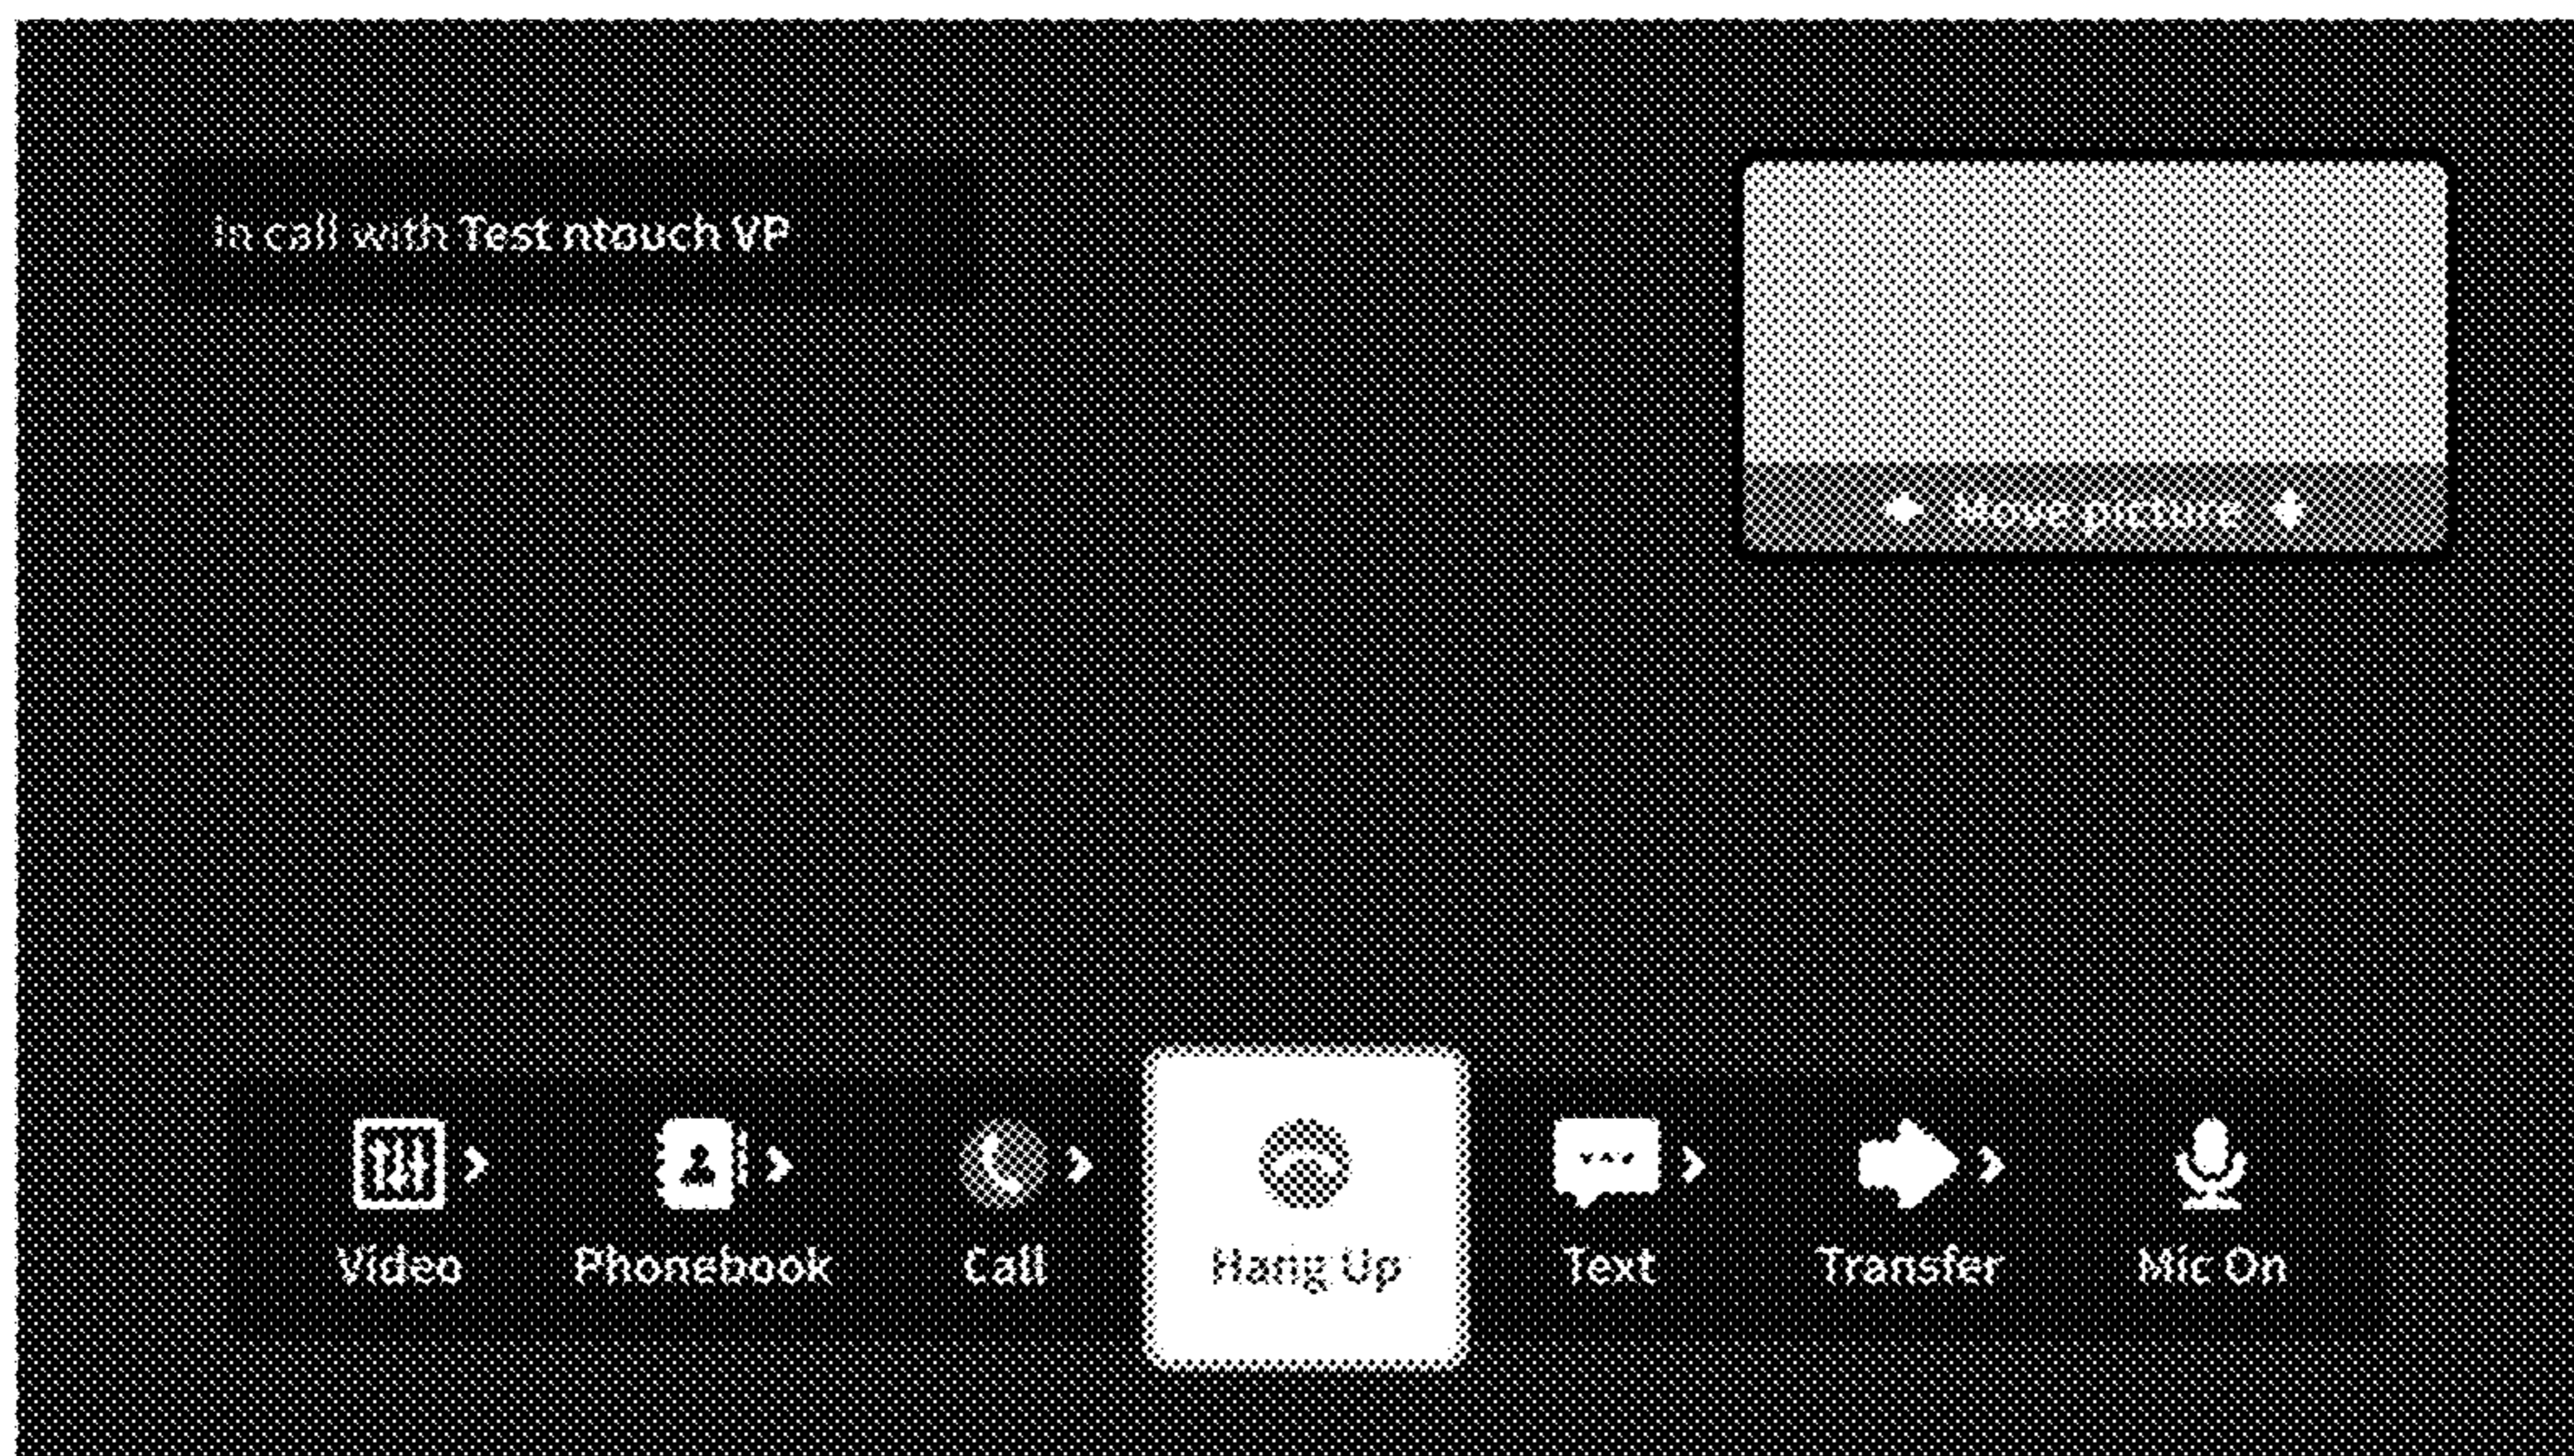 in call with Test ntouch VP
Move picture
Video
Phonebook
Call
Hang Up
Text
Transfer
Mic On